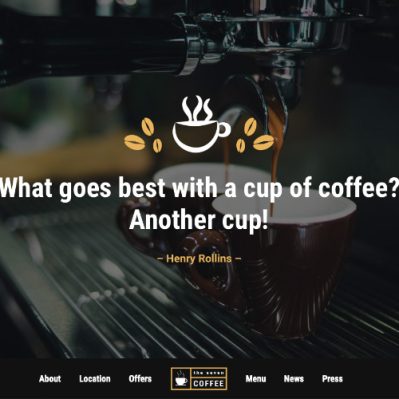 What goes best with a cup of coffee?
Another cup!
– Henry Rollins –
About Location Offers the seven COFFEE Menu News Press